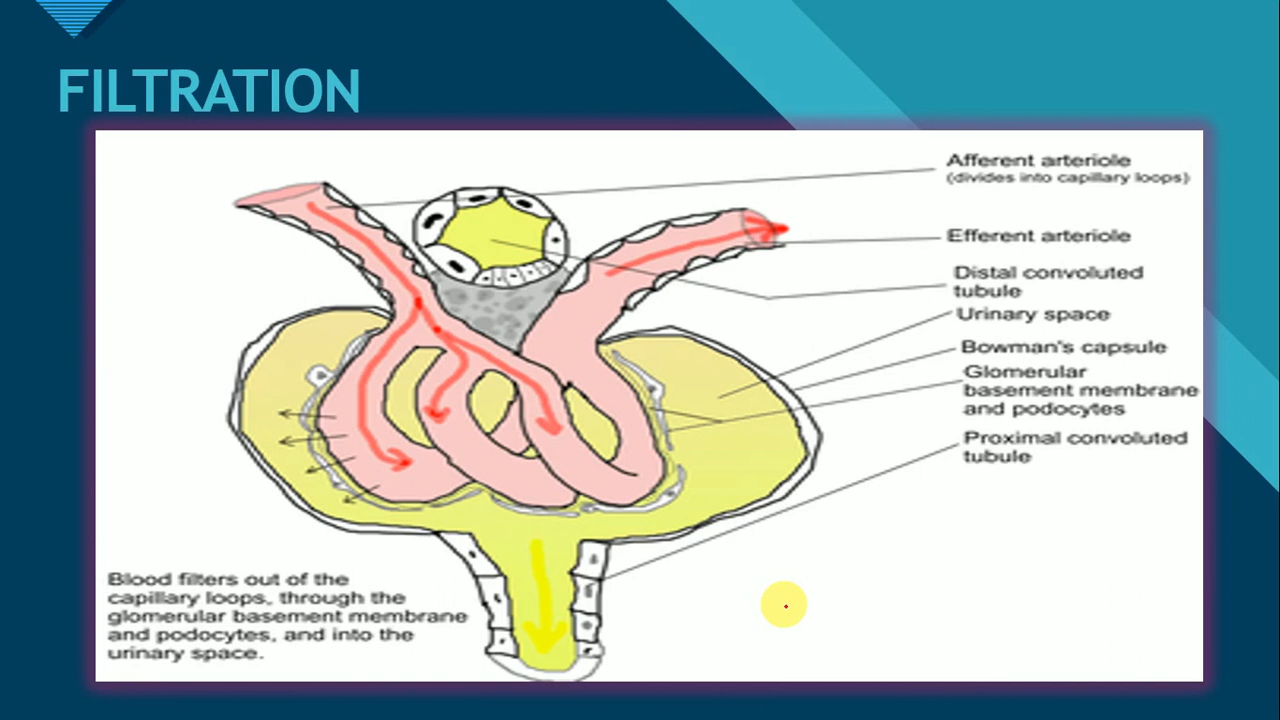 FILTRATION
Afferent arteriole
(divides into capillary loops)
Efferent arteriole
Distal convoluted
tubule
Urinary space
Bowman's capsule
Glomerular
basement membrane
and podocytes
Proximal convoluted
tubule
Blood filters out of the
capillary loops, through the
glomerular basement membrane
and podocytes, and into the
urinary space.